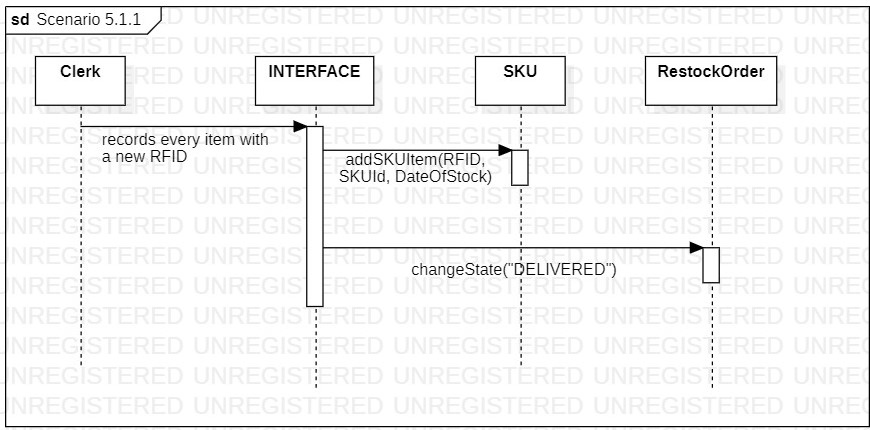 sd Scenario 5.1.1
Clerk
INTERFACE
SKU
RestockOrder
records every item with
a new RFID
addSKUItem(RFID,
SKUId, DateOfStock)
changeState("DELIVERED")
UNREGISTERED UNREGISTERED UNREGISTERED UNREGISTERED UNRE